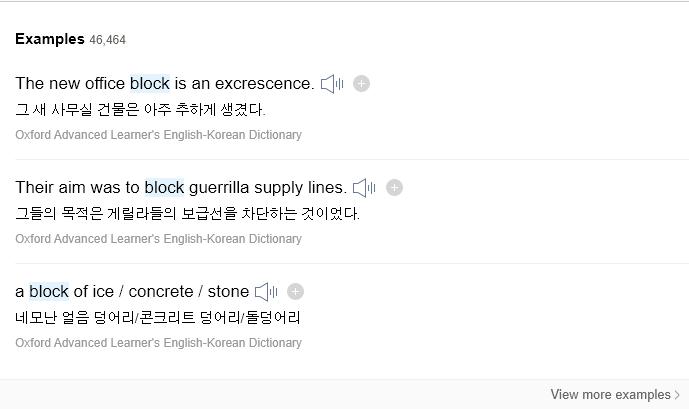 Examples 46,464
The new office block is an excrescence.
그 새 사무실 건물은 아주 추하게 생겼다.
Oxford Advanced Learner's English-Korean Dictionary
Their aim was to block guerrilla supply lines.
그들의 목적은 게릴라들의 보급선을 차단하는 것이었다.
Oxford Advanced Learner's English-Korean Dictionary
a block of ice / concrete / stone
네모난 얼음 덩어리/콘크리트 덩어리/돌덩어리
Oxford Advanced Learner's English-Korean Dictionary
View more examples